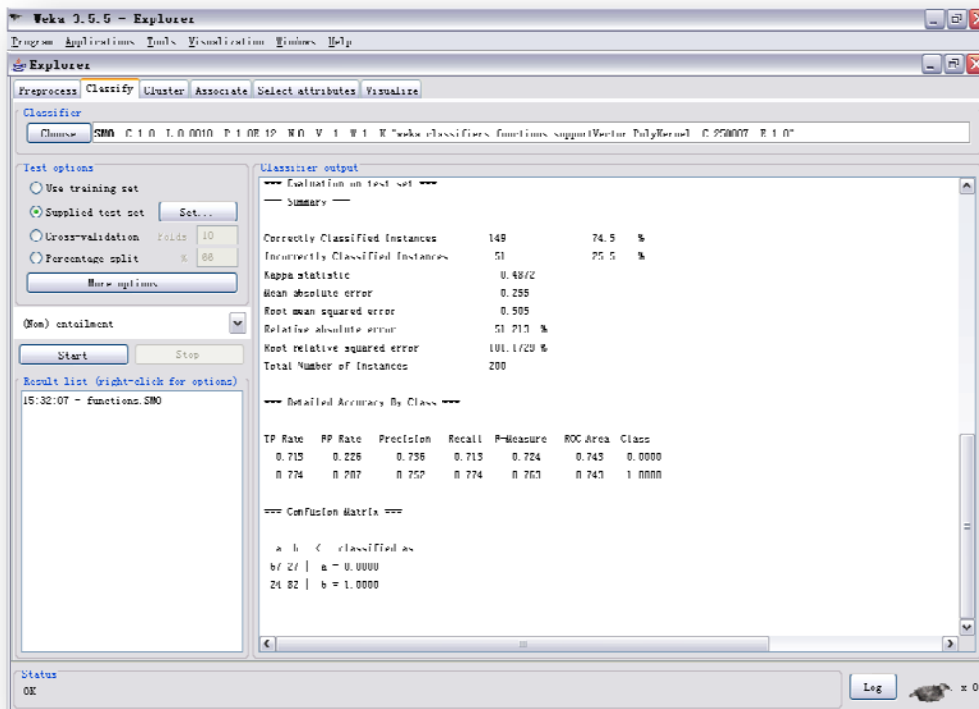 Weka 3.5.5 - Explorer
Program Applications Tools Visualization Windows Help
Explorer
Preprocess Classify Cluster Associate Select attributes Visualize
Classifier
Choose SMO -C 1.0 -L 0.0010 -P 1.0E-12 -N 0 -V -1 -W 1 -K "weka.classifiers.functions.supportVector.PolyKernel -C 250007 -E 1.0"
Test options
Use training set
Supplied test set Set...
Cross-validation Folds 10
Percentage split % 66
More options
(Nom) entailment
Start Stop
Result list (right-click for options)
15:32:07 - functions.SMO
Classifier output
=== Evaluation on test set ===
=== Summary ===
Correctly Classified Instances 149 74.5 %
Incorrectly Classified Instances 51 25.5 %
Kappa statistic 0.4872
Mean absolute error 0.255
Root mean squared error 0.505
Relative absolute error 51.213 %
Root relative squared error 101.1729 %
Total Number of Instances 200
=== Detailed Accuracy By Class ===
TP Rate FP Rate Precision Recall F-Measure ROC Area Class
0.713 0.226 0.736 0.713 0.724 0.743 0.0000
0.774 0.287 0.752 0.774 0.763 0.743 1.0000
=== Confusion Matrix ===
a b <-- classified as
67 27 | a = 0.0000
24 82 | b = 1.0000
Status
OK
Log
x 0